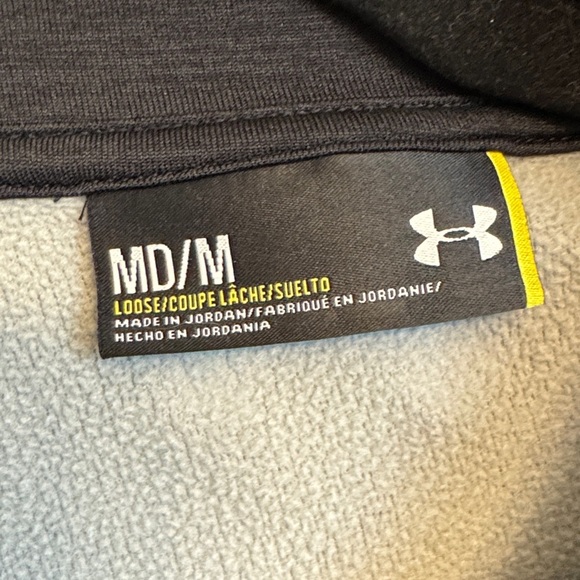 MD/M
LOOSE/COUPE LÂCHE/SUELTO
MADE IN JORDAN/FABRIQUÉ EN JORDANIE/
HECHO EN JORDANIA